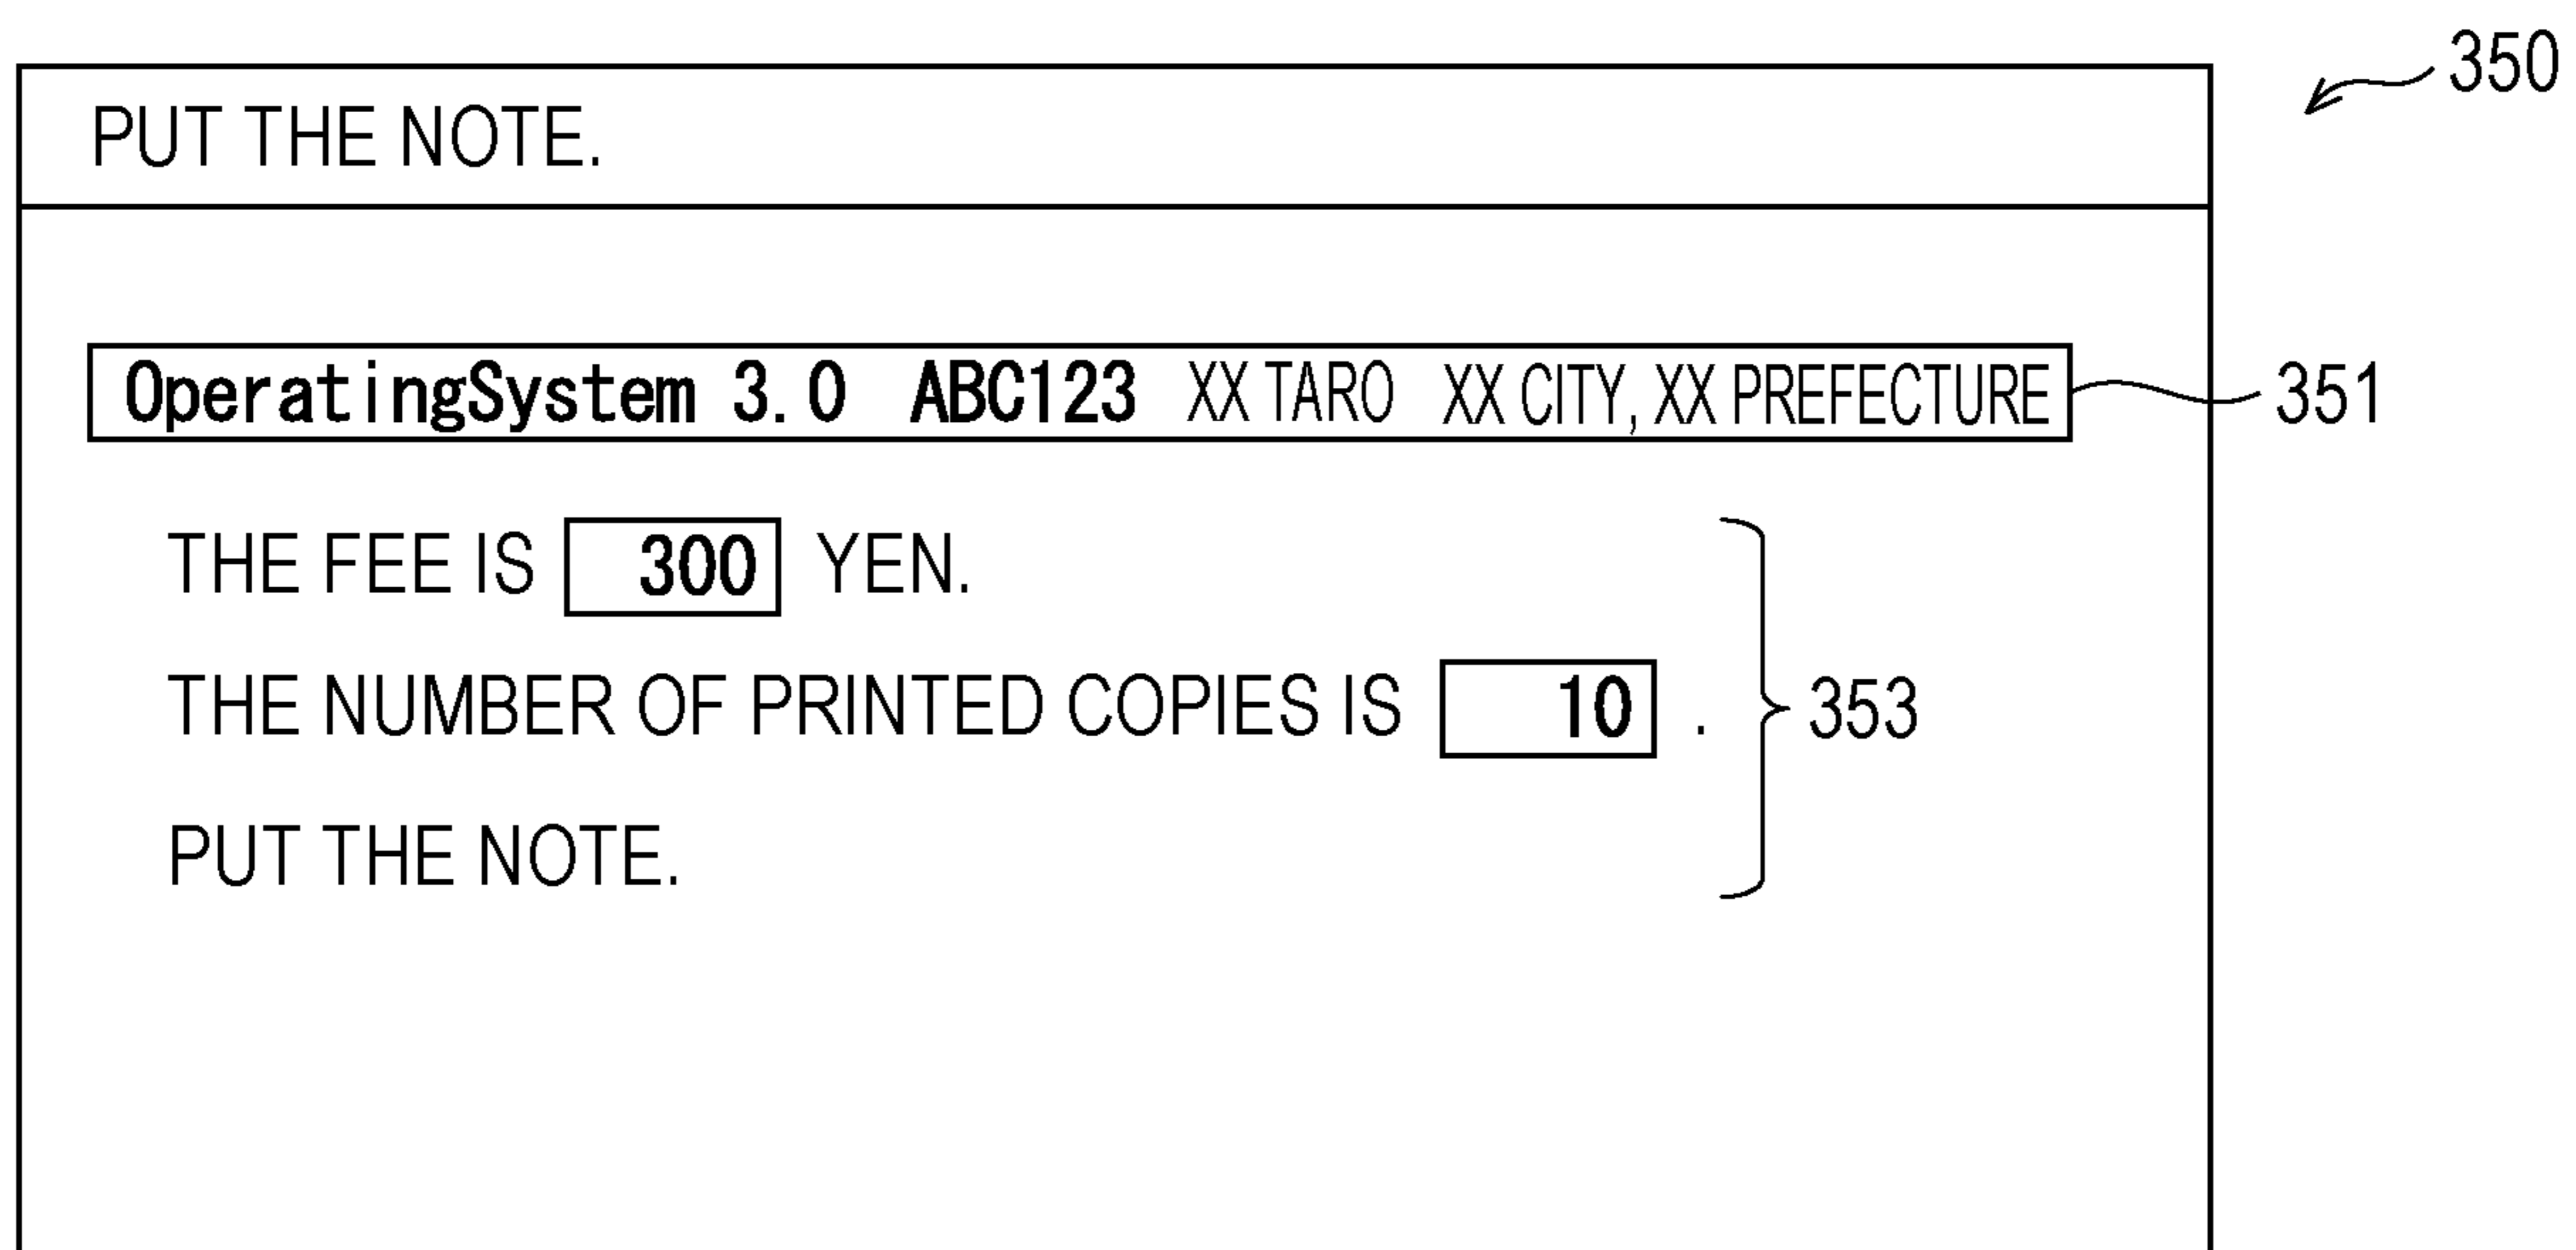 350
PUT THE NOTE.
OperatingSystem 3.0 ABC123 XX TARO XX CITY, XX PREFECTURE 351
THE FEE IS 300 YEN.
THE NUMBER OF PRINTED COPIES IS 10 . 353
PUT THE NOTE.